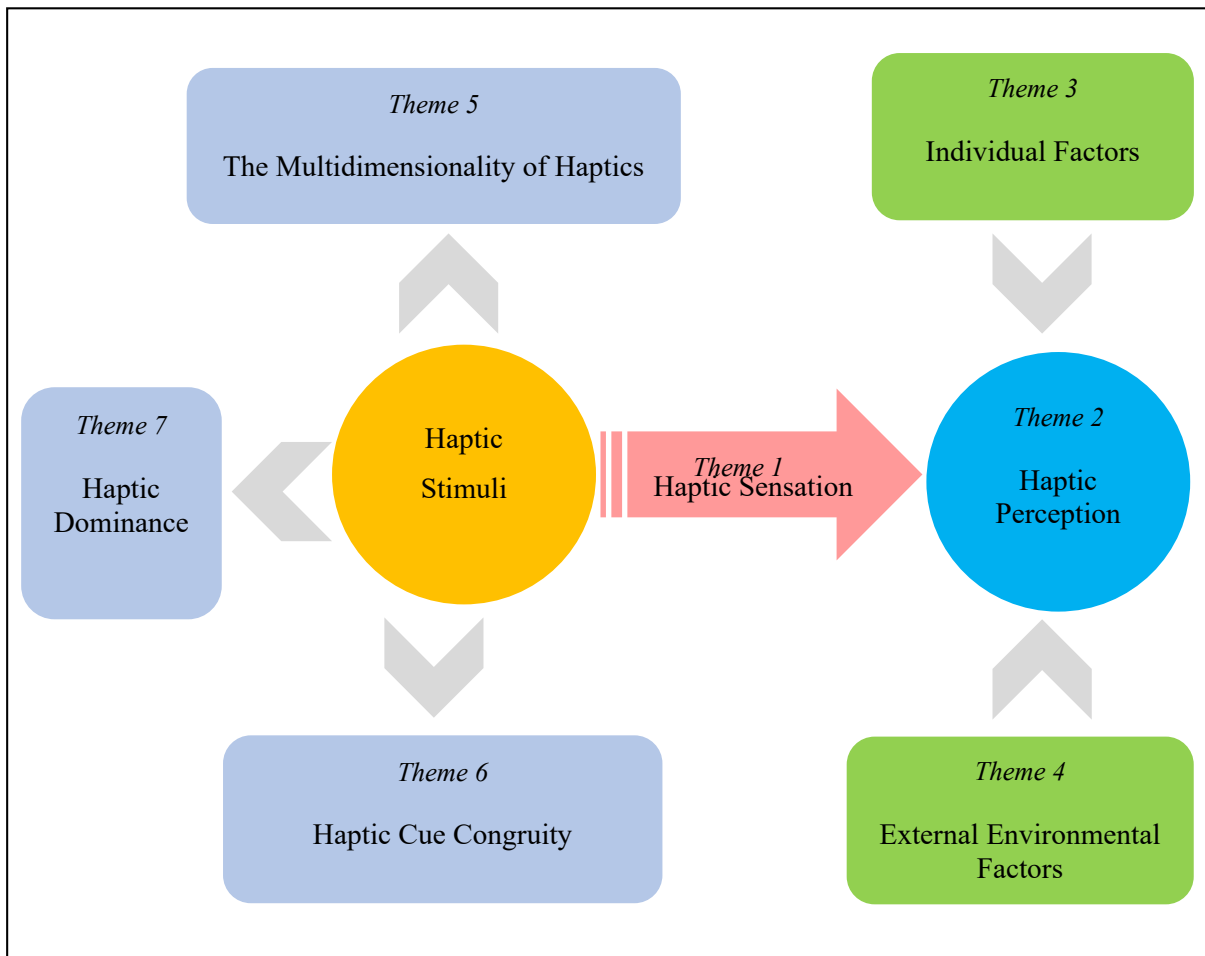 Theme 5
The Multidimensionality of Haptics
Theme 3
Individual Factors
Theme 7
Haptic
Dominance
Haptic
Stimuli
Theme 1
Haptic Sensation
Theme 2
Haptic
Perception
Theme 6
Haptic Cue Congruity
Theme 4
External Environmental
Factors